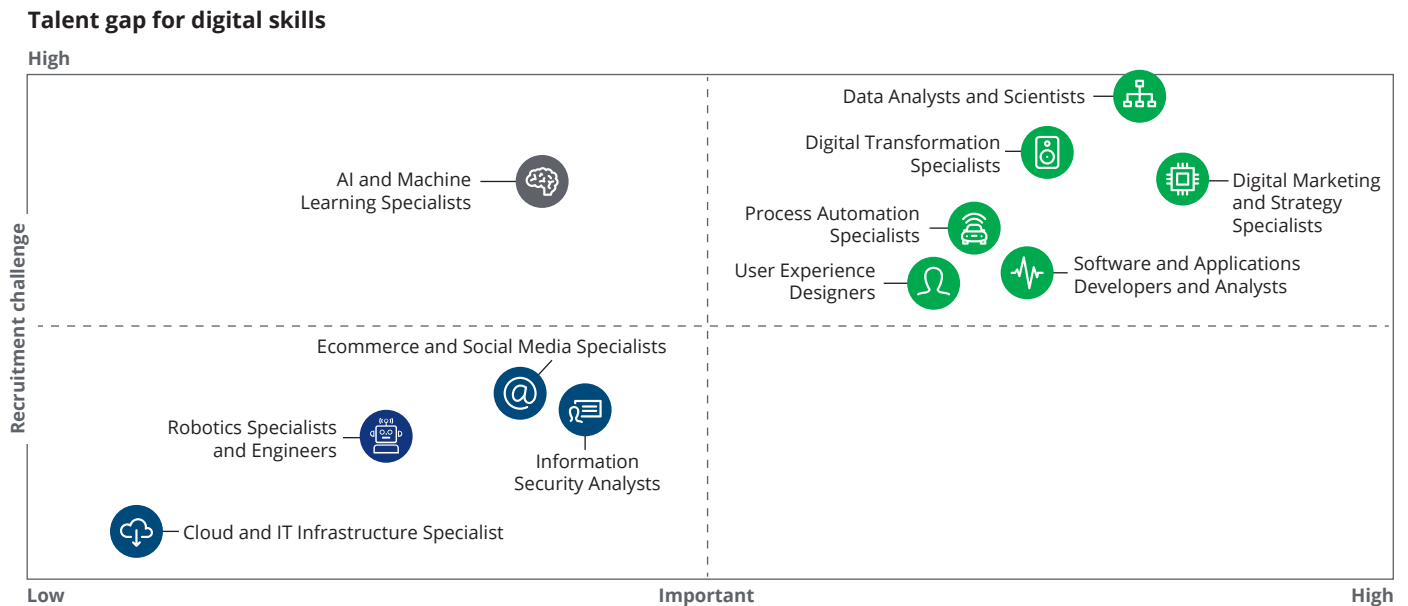 Talent gap for digital skills
High
Recruitment challenge
Data Analysts and Scientists
Digital Transformation
Specialists
AI and Machine
Learning Specialists
Digital Marketing
and Strategy
Specialists
Process Automation
Specialists
User Experience
Designers
Software and Applications
Developers and Analysts
Ecommerce and Social Media Specialists
@
Robotics Specialists
and Engineers
Information
Security Analysts
Cloud and IT Infrastructure Specialist
Low
Important
High